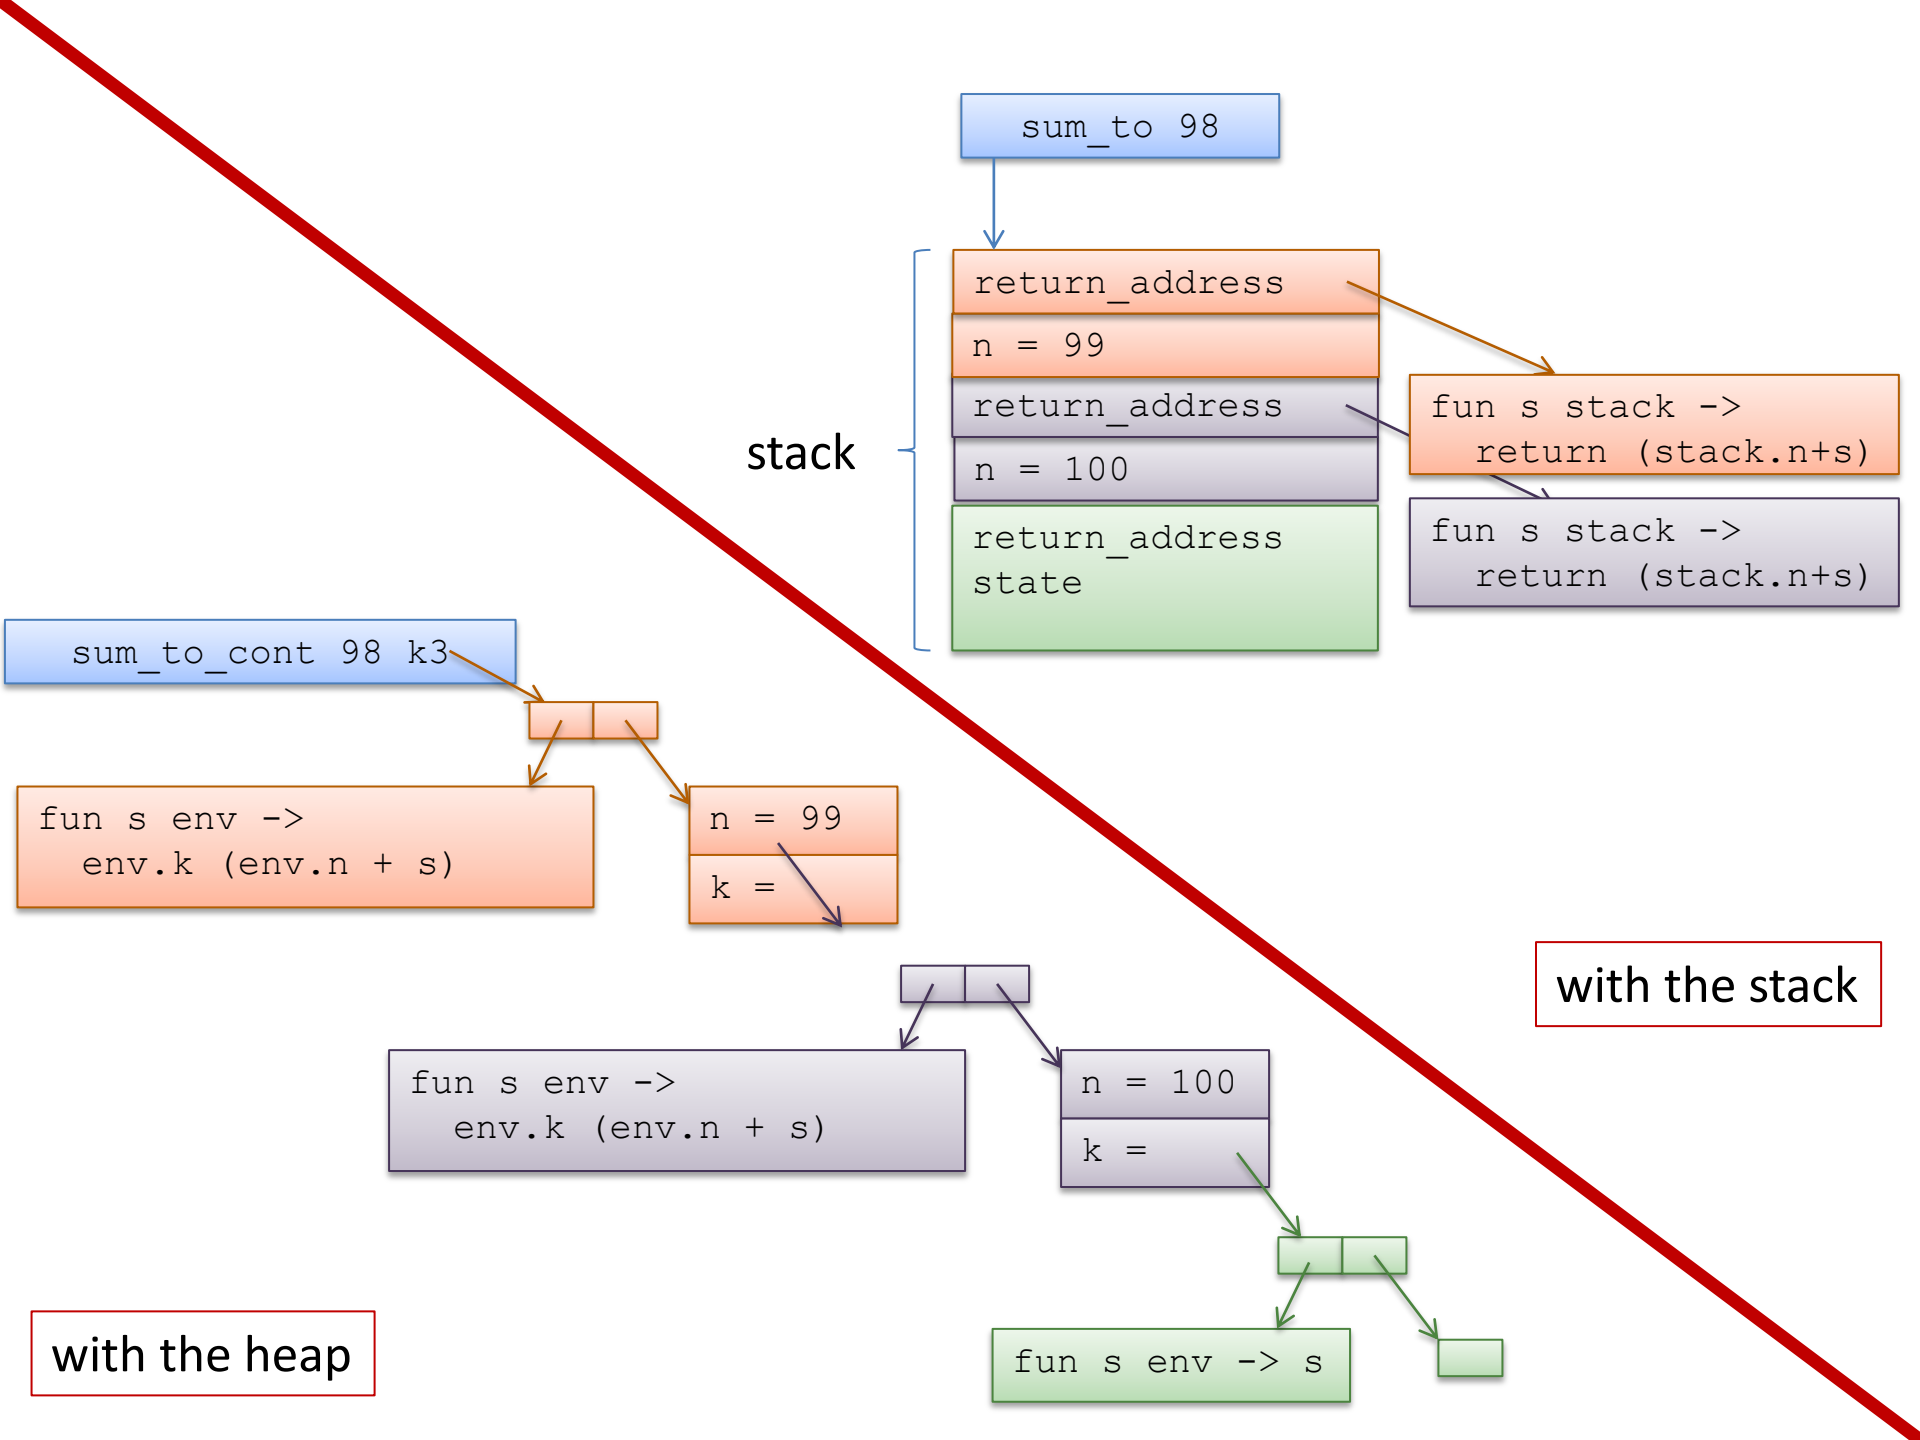 sum_to 98
return_address
n = 99
return_address
n = 100
return_address
state
stack
fun s stack ->
return (stack.n+s)
fun s stack ->
return (stack.n+s)
with the stack
sum_to_cont 98 k3
fun s env ->
env.k (env.n + s)
n = 99
k =
fun s env ->
env.k (env.n + s)
n = 100
k =
fun s env -> s
with the heap